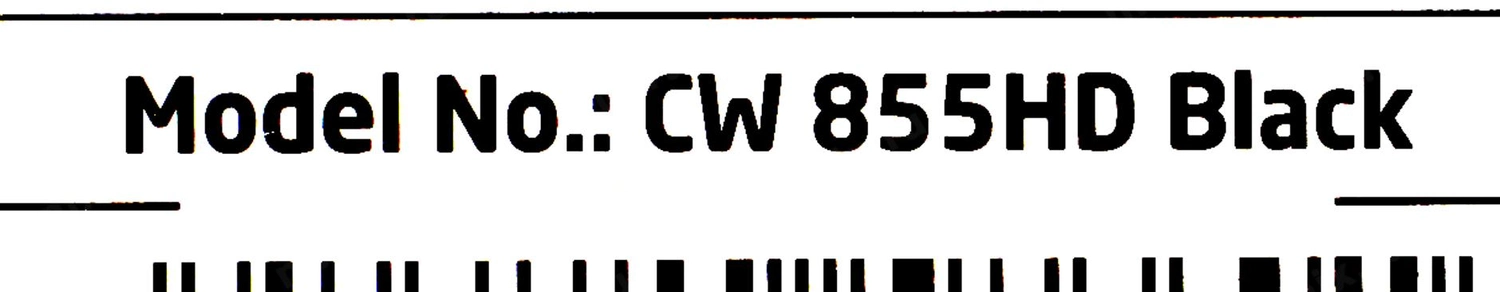 Model No.: CW 855HD Black